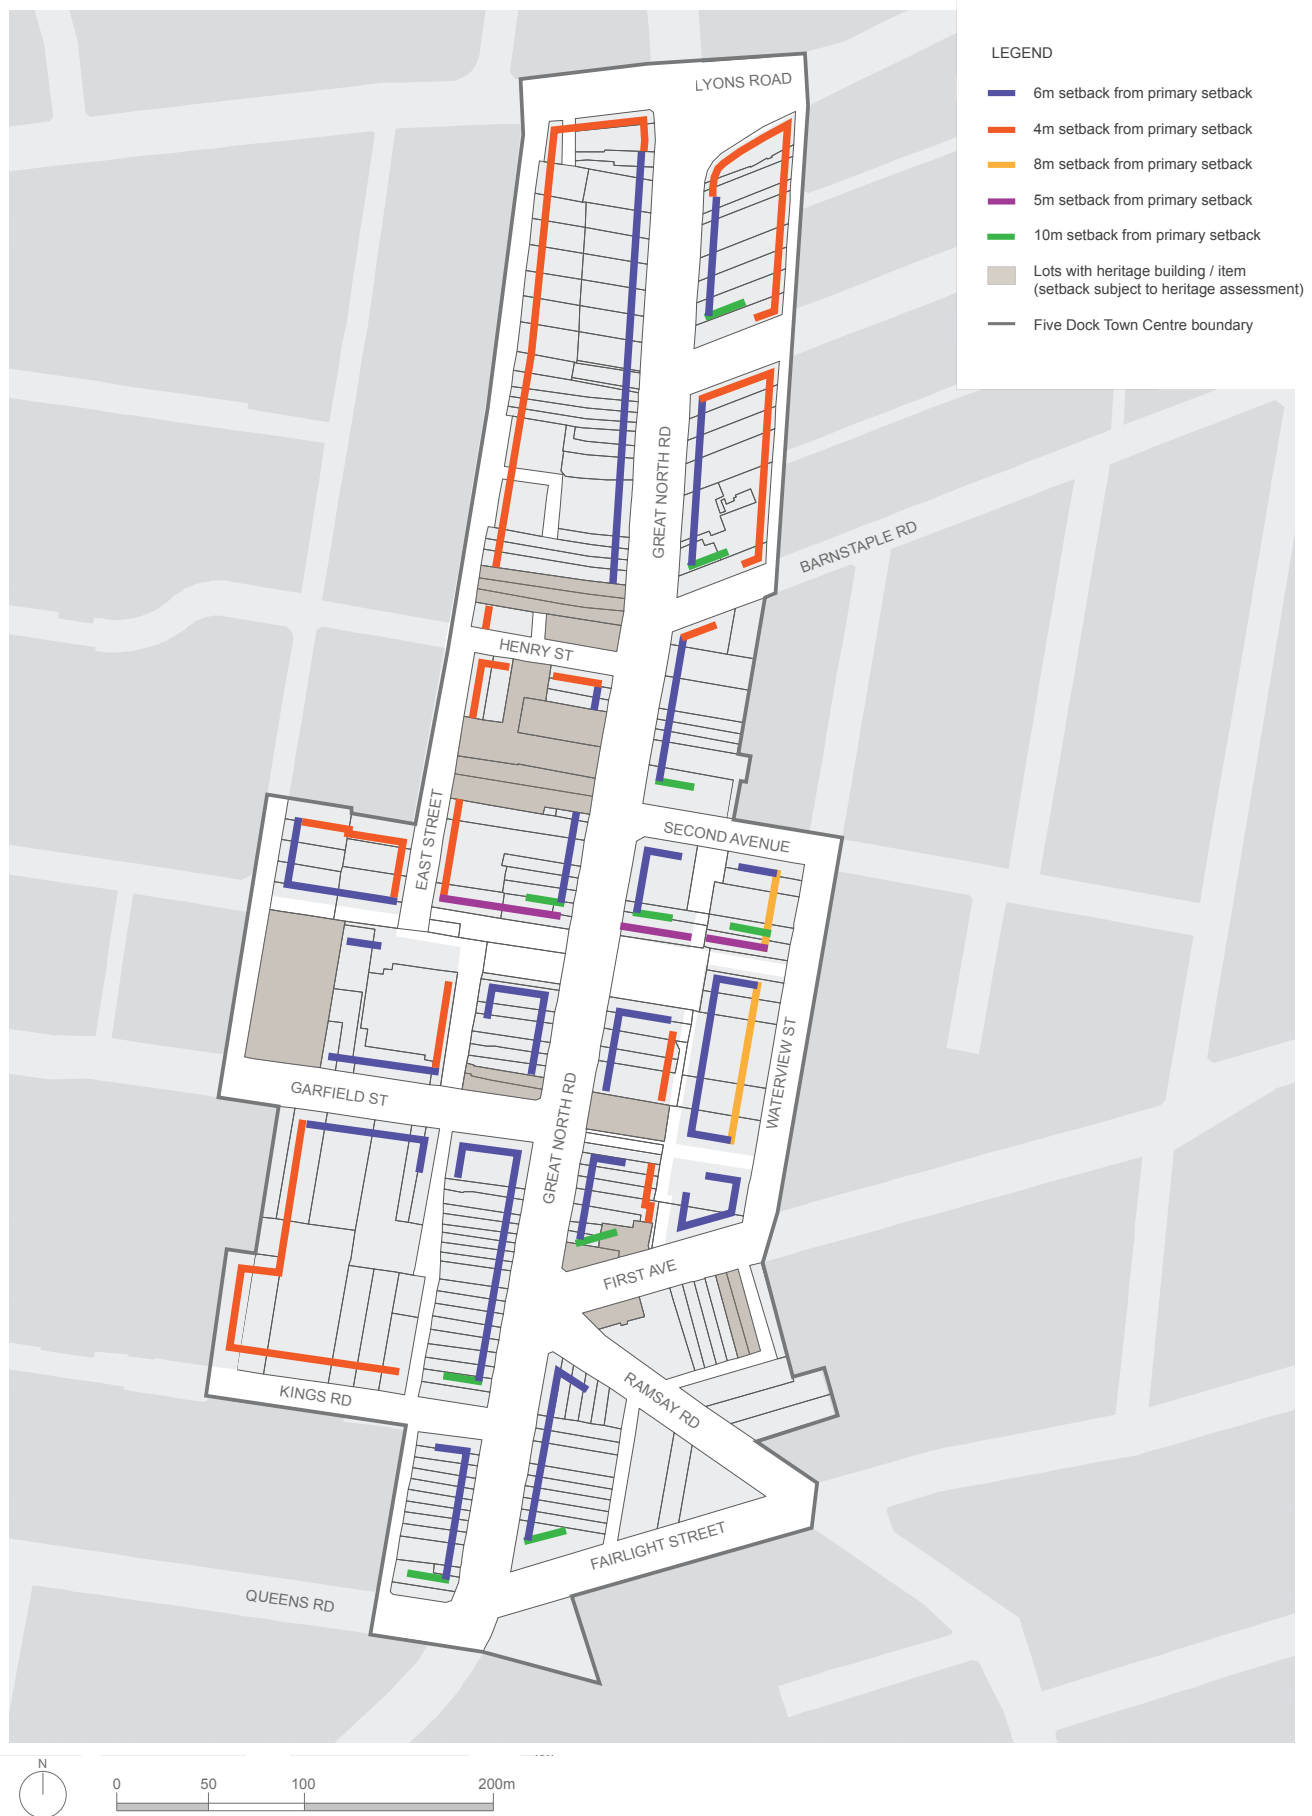 LEGEND
6m setback from primary setback
4m setback from primary setback
8m setback from primary setback
5m setback from primary setback
10m setback from primary setback
Lots with heritage building / item
(setback subject to heritage assessment)
Five Dock Town Centre boundary
LYONS ROAD
GREAT NORTH RD
BARNSTAPLE RD
HENRY ST
EAST STREET
SECOND AVENUE
WATERVIEW ST
GARFIELD ST
GREAT NORTH RD
FIRST AVE
RAMSAY RD
KINGS RD
FAIRLIGHT STREET
QUEENS RD
N
0 50 100 200m